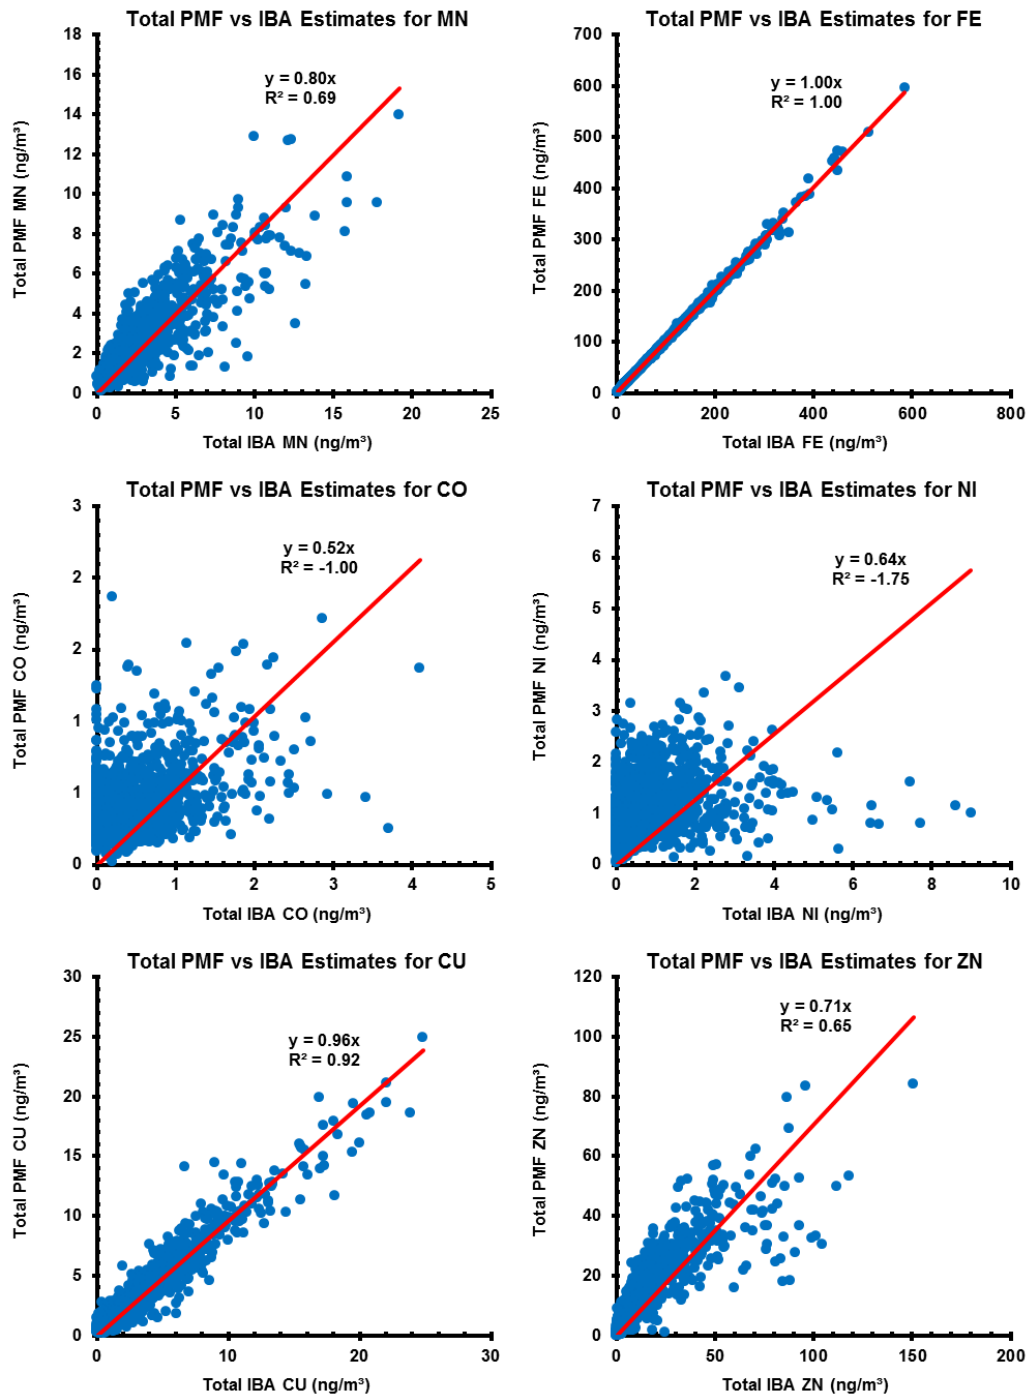 Total PMF vs IBA Estimates for MN
18
16
14
12
10
8
6
4
2
0
Total PMF MN (ng/m³)
y = 0.80x
R² = 0.69
0 5 10 15 20 25
Total IBA MN (ng/m³)
Total PMF vs IBA Estimates for FE
700
600
500
400
300
200
100
0
Total PMF FE (ng/m³)
y = 1.00x
R² = 1.00
0 200 400 600 800
Total IBA FE (ng/m³)
Total PMF vs IBA Estimates for CO
3
2
2
1
1
0
Total PMF CO (ng/m³)
y = 0.52x
R² = -1.00
0 1 2 3 4 5
Total IBA CO (ng/m³)
Total PMF vs IBA Estimates for NI
7
6
5
4
3
2
1
0
Total PMF NI (ng/m³)
y = 0.64x
R² = -1.75
0 2 4 6 8 10
Total IBA NI (ng/m³)
Total PMF vs IBA Estimates for CU
30
25
20
15
10
5
0
Total PMF CU (ng/m³)
y = 0.96x
R² = 0.92
0 10 20 30
Total IBA CU (ng/m³)
Total PMF vs IBA Estimates for ZN
120
100
80
60
40
20
0
Total PMF ZN (ng/m³)
y = 0.71x
R² = 0.65
0 50 100 150 200
Total IBA ZN (ng/m³)